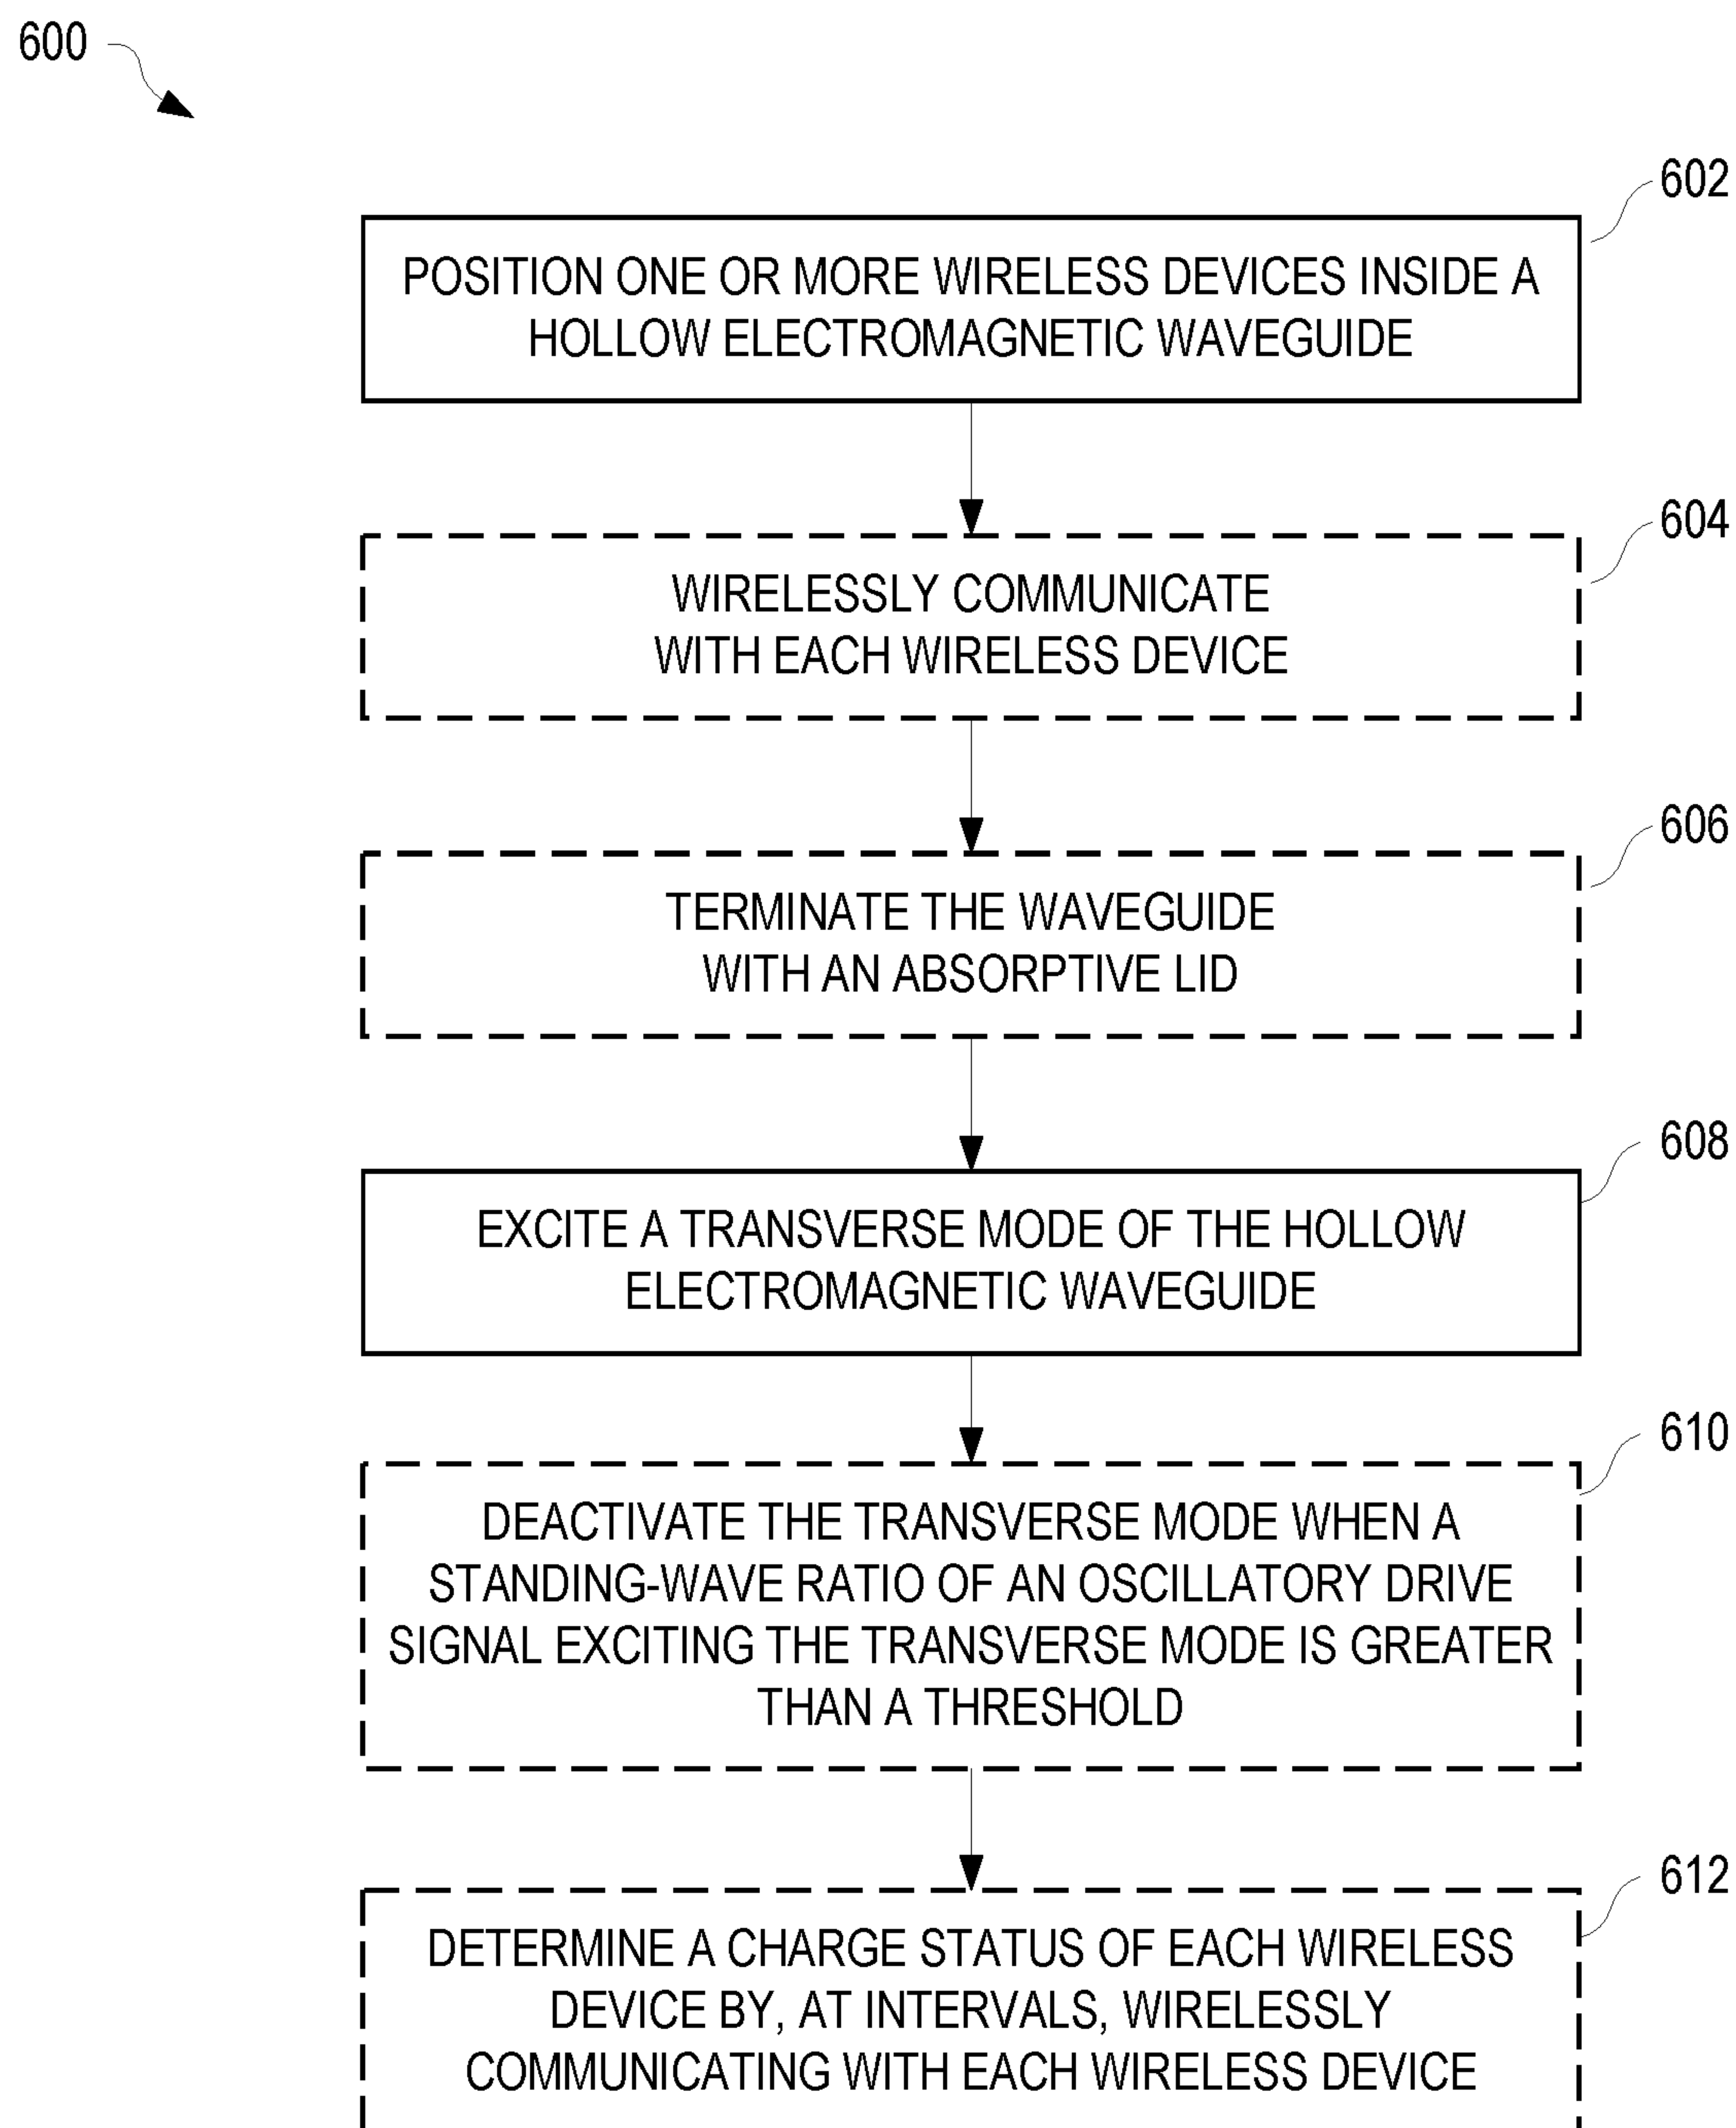 600
602
POSITION ONE OR MORE WIRELESS DEVICES INSIDE A
HOLLOW ELECTROMAGNETIC WAVEGUIDE
604
WIRELESSLY COMMUNICATE
WITH EACH WIRELESS DEVICE
606
TERMINATE THE WAVEGUIDE
WITH AN ABSORPTIVE LID
608
EXCITE A TRANSVERSE MODE OF THE HOLLOW
ELECTROMAGNETIC WAVEGUIDE
610
DEACTIVATE THE TRANSVERSE MODE WHEN A
STANDING-WAVE RATIO OF AN OSCILLATORY DRIVE
SIGNAL EXCITING THE TRANSVERSE MODE IS GREATER
THAN A THRESHOLD
612
DETERMINE A CHARGE STATUS OF EACH WIRELESS
DEVICE BY, AT INTERVALS, WIRELESSLY
COMMUNICATING WITH EACH WIRELESS DEVICE